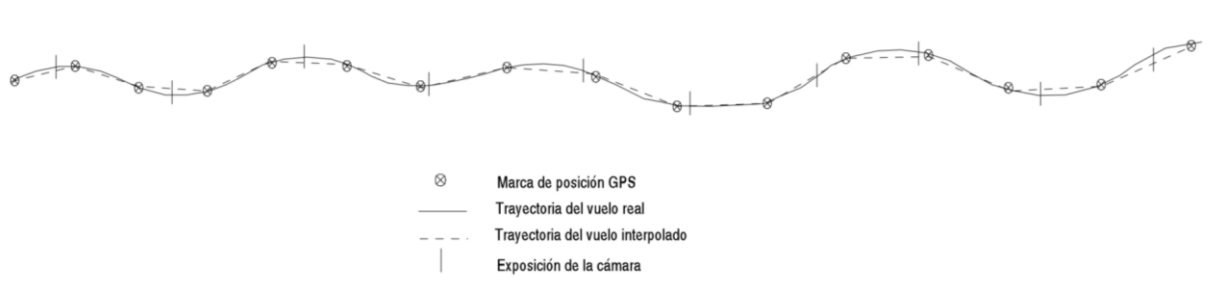 Marca de posición GPS
Trayectoria del vuelo real
Trayectoria del vuelo interpolado
Exposición de la cámara